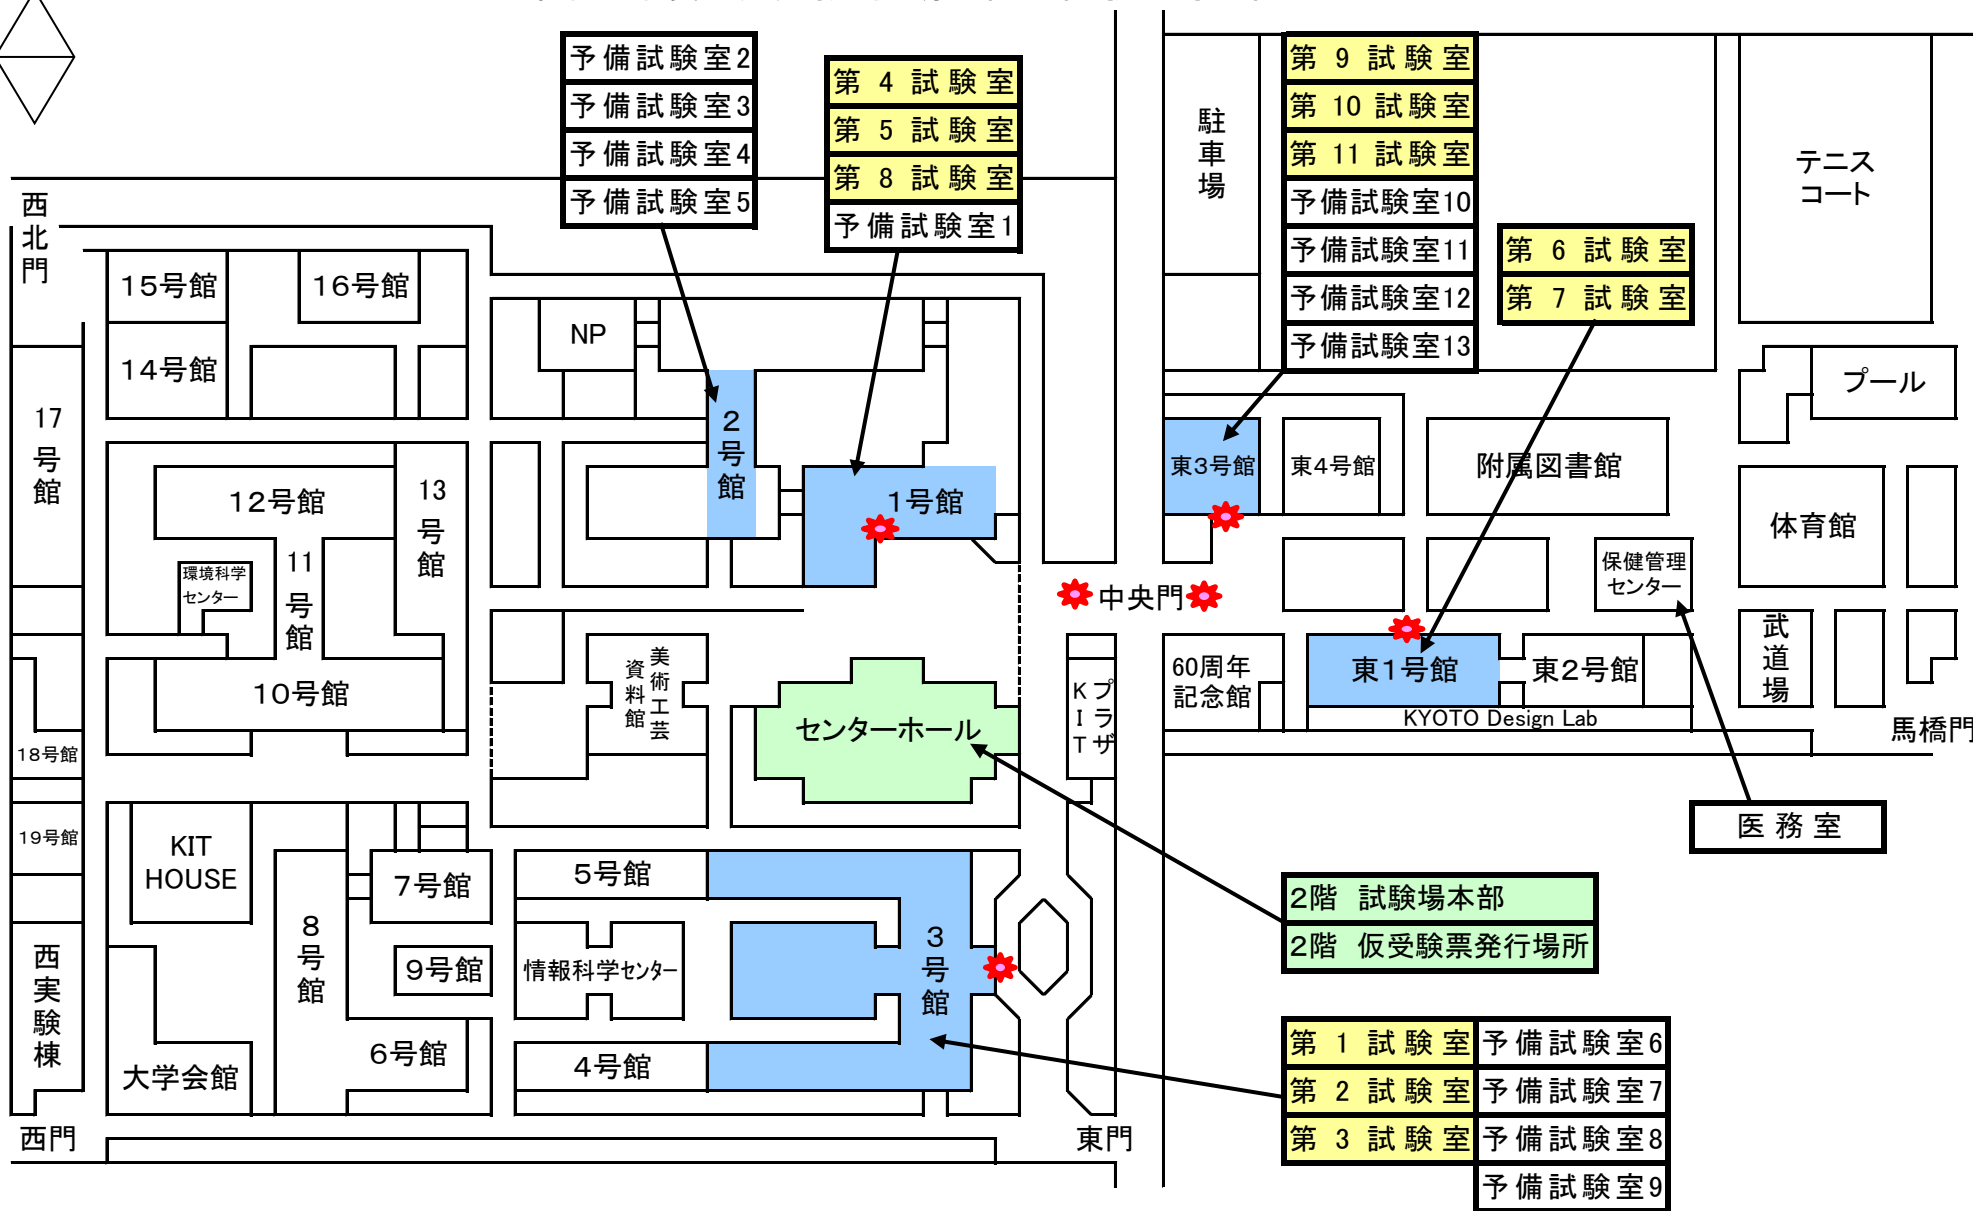 予備試験室2
予備試験室3
予備試験室4
予備試験室5
第 4 試験室
第 5 試験室
第 8 試験室
予備試験室1
第 9 試験室
第 10 試験室
第 11 試験室
予備試験室10
予備試験室11
予備試験室12
予備試験室13
第 6 試験室
第 7 試験室
駐車場
テニス
コート
西北門
15号館
16号館
14号館
NP
プール
17号館
2号館
1号館
東3号館
東4号館
附属図書館
12号館
13号館
11号館
環境科学
センター
体育館
保健管理
センター
中央門
10号館
美術工芸
資料館
センターホール
プラザ
KIT
60周年
記念館
東1号館
東2号館
KYOTO Design Lab
武道場
馬橋門
18号館
19号館
KIT
HOUSE
医務室
7号館
8号館
9号館
5号館
3号館
情報科学センター
2階 試験場本部
2階 仮受験票発行場所
西実験棟
大学会館
6号館
4号館
第 1 試験室 予備試験室6
第 2 試験室 予備試験室7
第 3 試験室 予備試験室8
予備試験室9
西門
東門